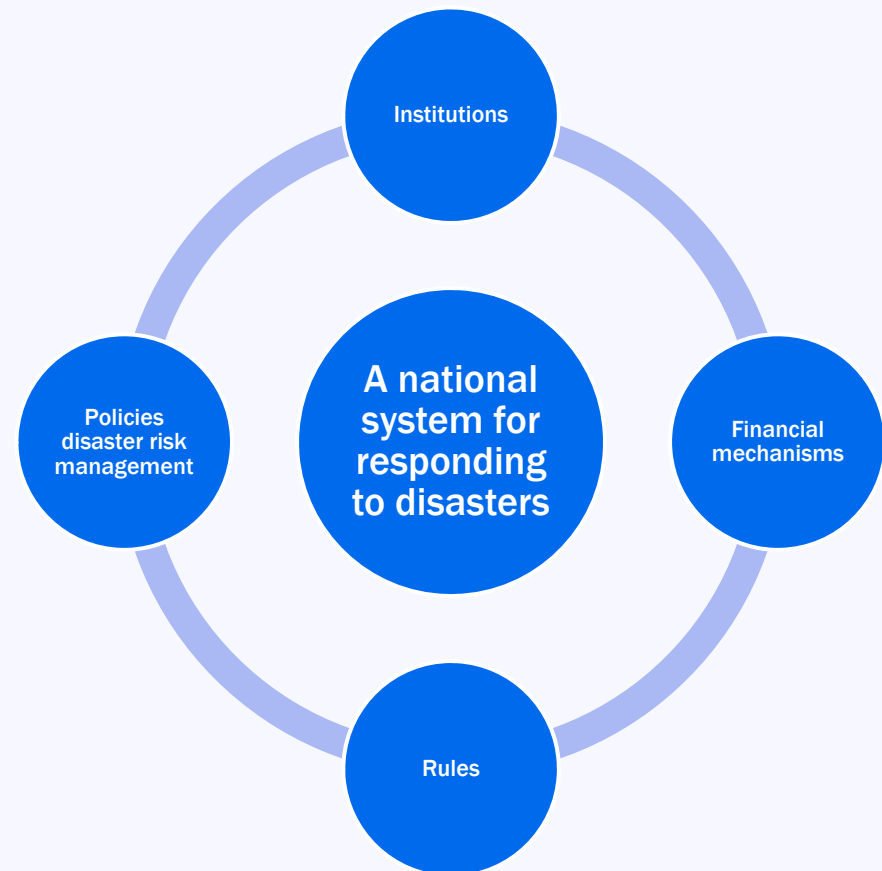 Institutions
Policies
disaster risk
management
A national
system for
responding
to disasters
Financial
mechanisms
Rules